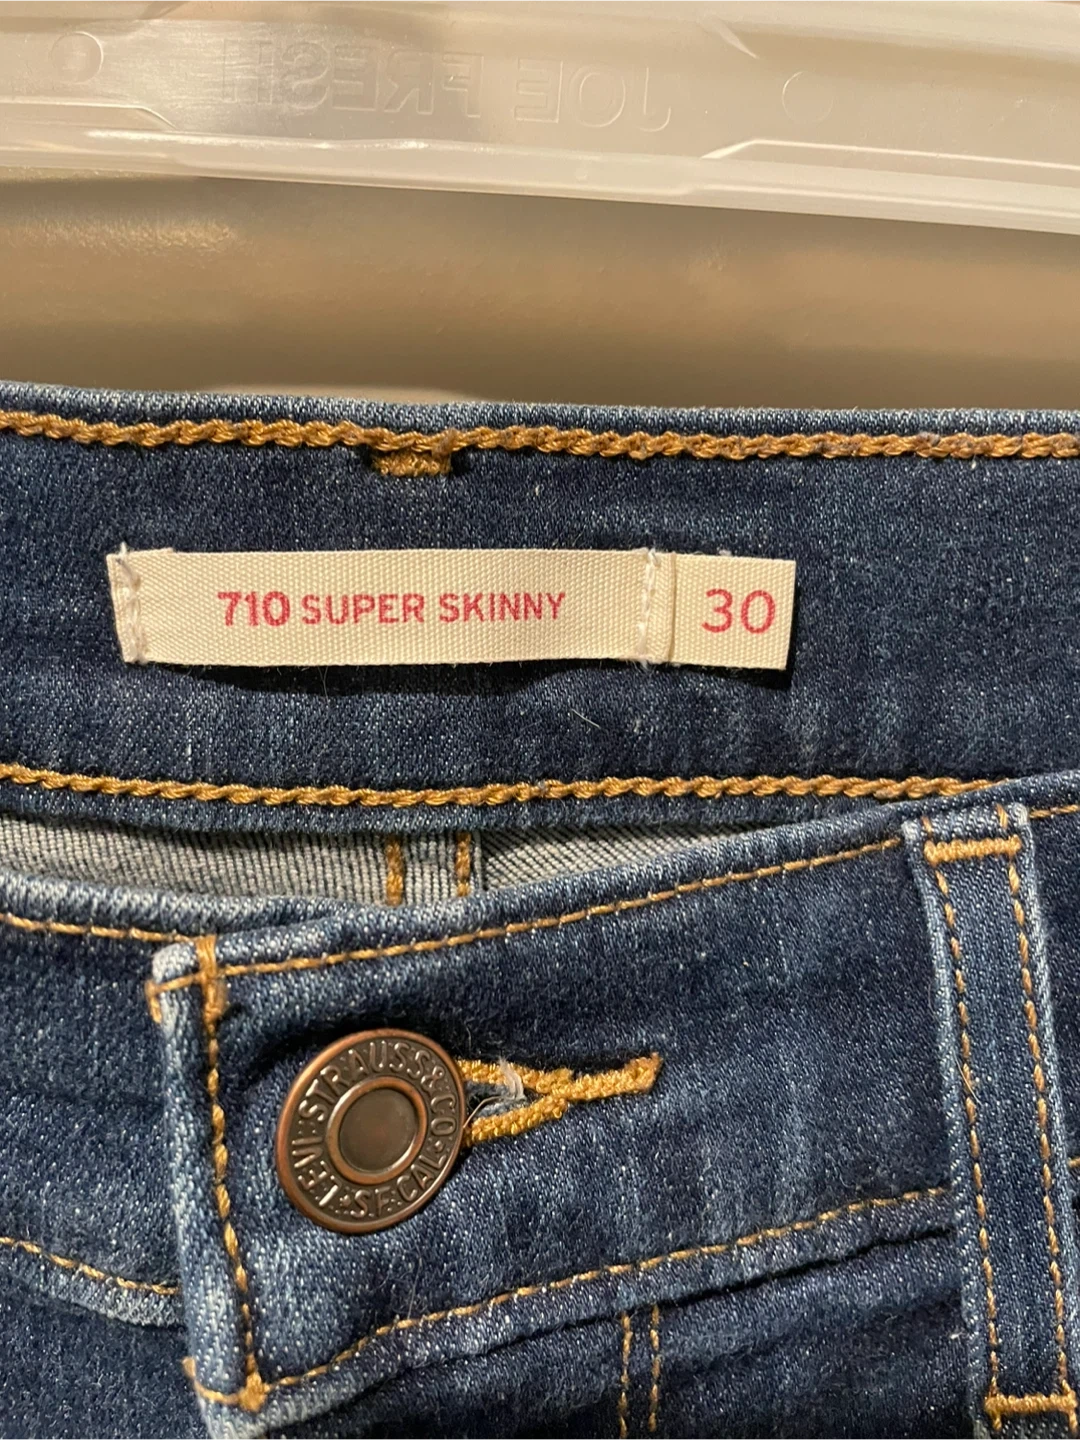 JOE FRESH
710 SUPER SKINNY 30
LEVI STRAUSS & CO. S.F. CAL.